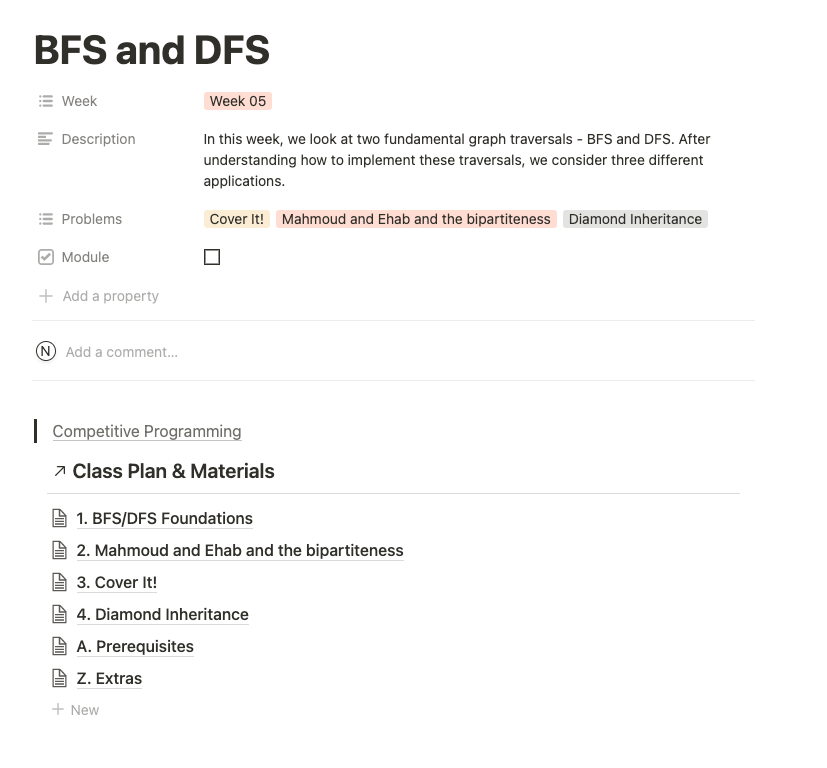 BFS and DFS
Week
Week 05
Description
In this week, we look at two fundamental graph traversals - BFS and DFS. After
understanding how to implement these traversals, we consider three different
applications.
Problems
Cover It! Mahmoud and Ehab and the bipartiteness Diamond Inheritance
Module
Add a property
N Add a comment...
Competitive Programming
Class Plan & Materials
1. BFS/DFS Foundations
2. Mahmoud and Ehab and the bipartiteness
3. Cover It!
4. Diamond Inheritance
A. Prerequisites
Z. Extras
New